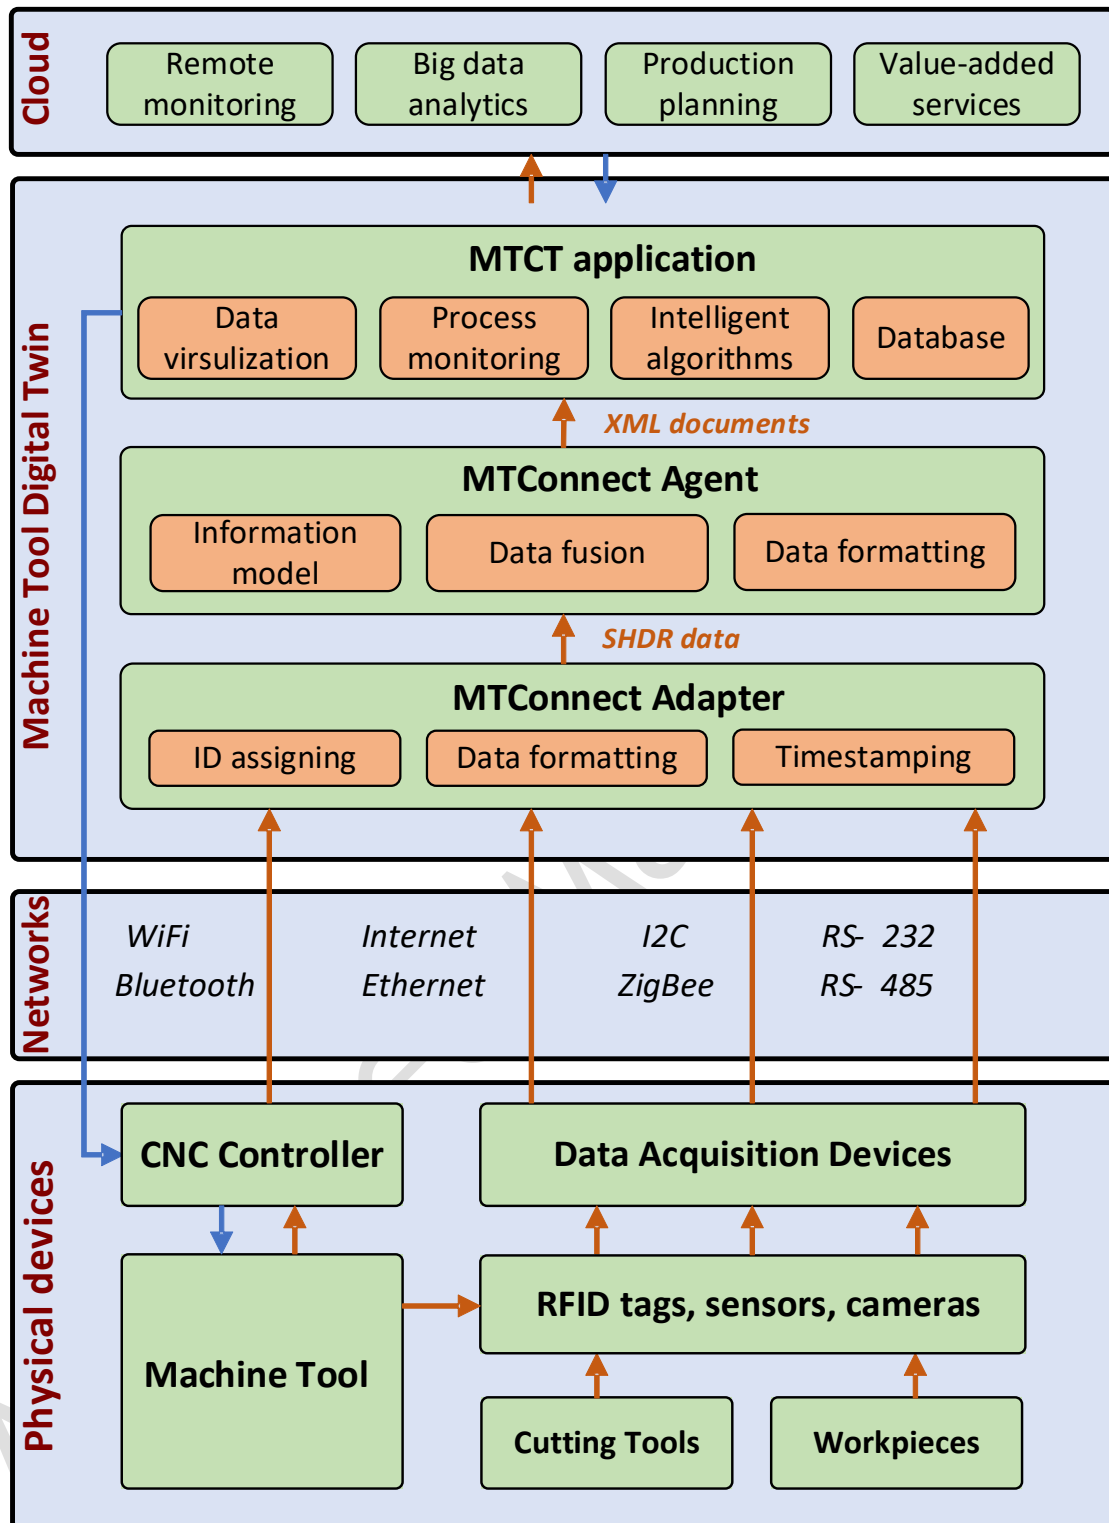 Cloud
Remote
monitoring
Big data
analytics
Production
planning
Value-added
services
Machine Tool Digital Twin
MTCT application
Data
virsulization
Process
monitoring
Intelligent
algorithms
Database
XML documents
MTConnect Agent
Information
model
Data fusion
Data formatting
SHDR data
MTConnect Adapter
ID assigning
Data formatting
Timestamping
Networks
WiFi
Internet
I2C
RS- 232
Bluetooth
Ethernet
ZigBee
RS- 485
Physical devices
CNC Controller
Data Acquisition Devices
Machine Tool
RFID tags, sensors, cameras
Cutting Tools
Workpieces